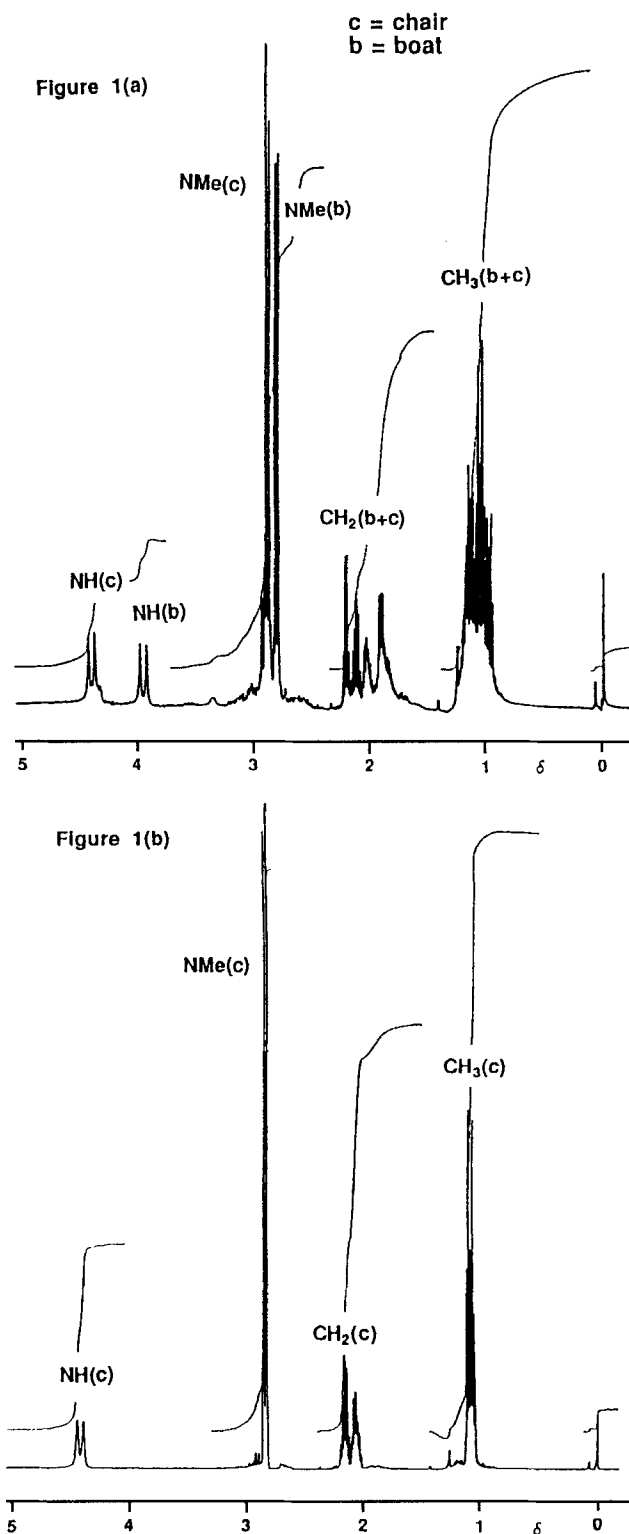 c = chair
b = boat
Figure 1(a)
NMe(c)
NMe(b)
CH₃(b+c)
CH₂(b+c)
NH(c)
NH(b)
5 4 3 2 1 δ 0
Figure 1(b)
NMe(c)
CH₃(c)
CH₂(c)
NH(c)
5 4 3 2 1 δ 0